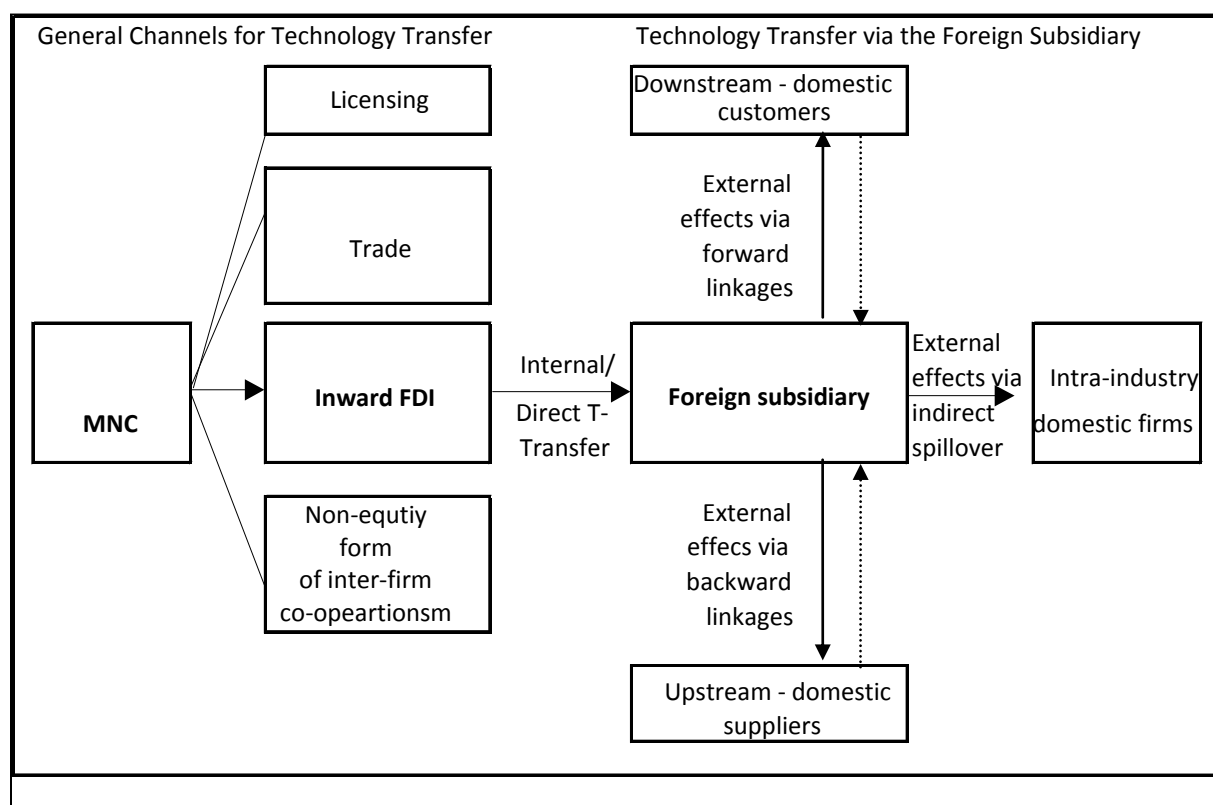 General Channels for Technology Transfer
Technology Transfer via the Foreign Subsidiary
Licensing
Trade
MNC
Inward FDI
Non-equtiy
form
of inter-firm
co-opeartionsm
Internal/
Direct T-
Transfer
Downstream - domestic
customers
External
effects via
forward
linkages
Foreign subsidiary
External
effects via
indirect
spillover
Intra-industry
domestic firms
External
effecs via
backward
linkages
Upstream - domestic
suppliers